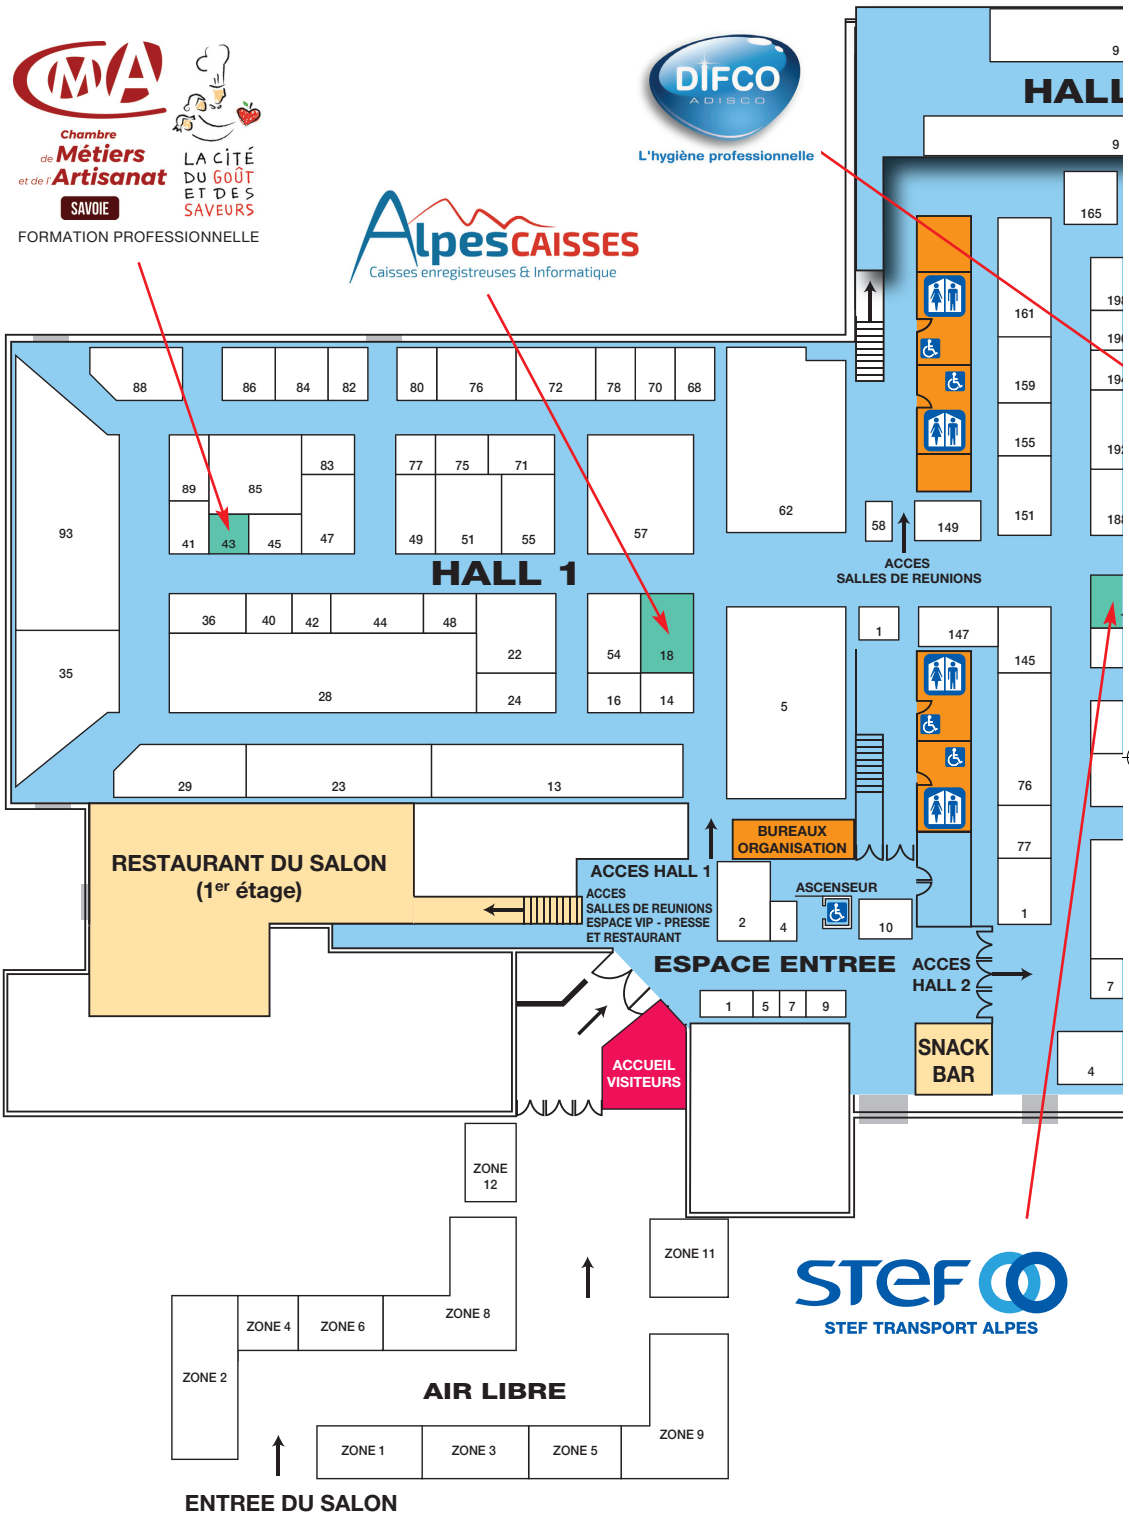 CMA
Chambre
de Métiers
et de l'Artisanat
SAVOIE
LA CITÉ
DU GOÛT
ET DES
SAVEURS
FORMATION PROFESSIONNELLE
AlpesCAISSES
Caisses enregistreuses & Informatique
DIFCO
ADISCO
L'hygiène professionnelle
9
HALL
9
165
161
159
155
151
149
58
198
196
194
192
188
88
86
84
82
80
76
72
78
70
68
62
89
85
83
41
43
45
47
77
75
71
49
51
55
57
93
35
HALL 1
ACCES
SALLES DE REUNIONS
36
40
42
44
48
22
28
24
54
18
16
14
5
1
147
145
76
77
1
29
23
13
RESTAURANT DU SALON
(1er étage)
BUREAUX
ORGANISATION
ACCES HALL 1
ACCES
SALLES DE REUNIONS
ESPACE VIP - PRESSE
ET RESTAURANT
ASCENSEUR
2
4
10
ESPACE ENTREE
ACCES
HALL 2
1
5
7
9
7
4
SNACK
BAR
ACCUEIL
VISITEURS
ZONE
12
ZONE 11
ZONE 8
ZONE 4
ZONE 6
ZONE 2
STEF
STEF TRANSPORT ALPES
AIR LIBRE
ZONE 1
ZONE 3
ZONE 5
ZONE 9
ENTREE DU SALON